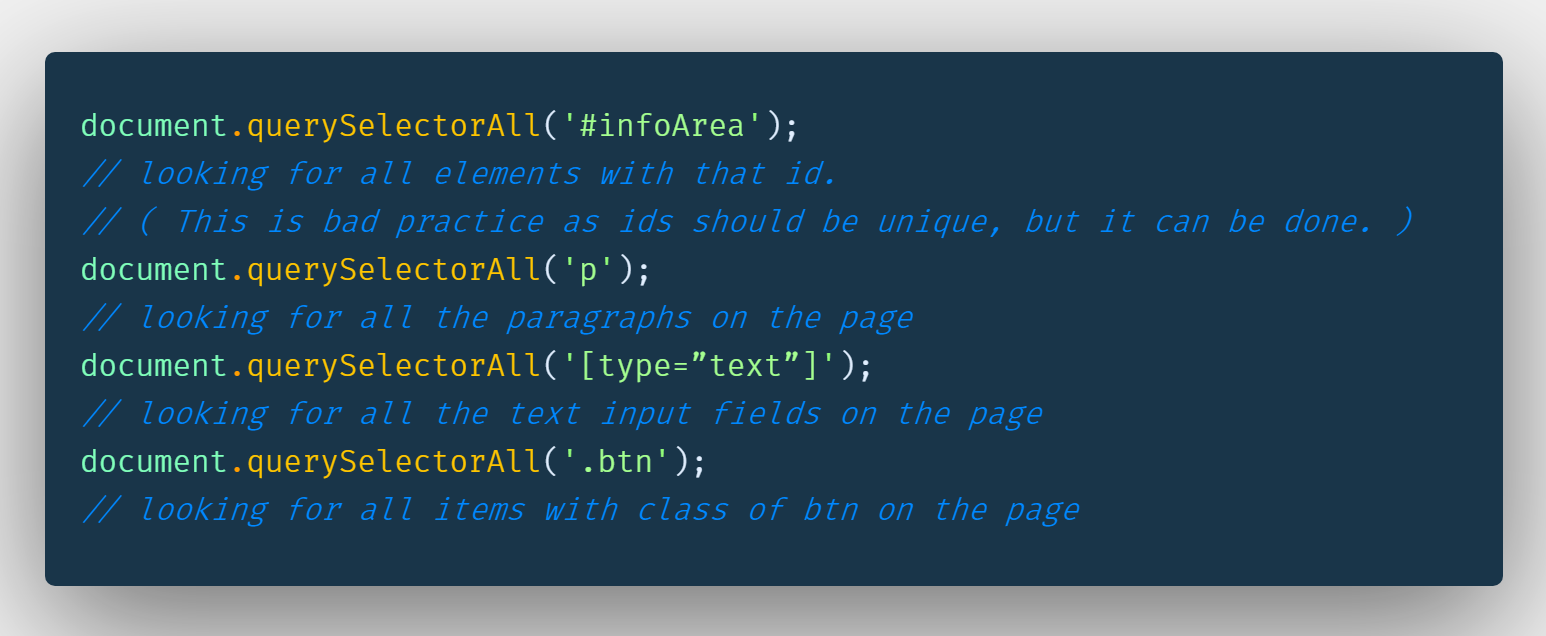 document.querySelectorAll('#infoArea');
// looking for all elements with that id.
// ( This is bad practice as ids should be unique, but it can be done. )
document.querySelectorAll('p');
// looking for all the paragraphs on the page
document.querySelectorAll('[type=”text”]');
// looking for all the text input fields on the page
document.querySelectorAll('.btn');
// looking for all items with class of btn on the page